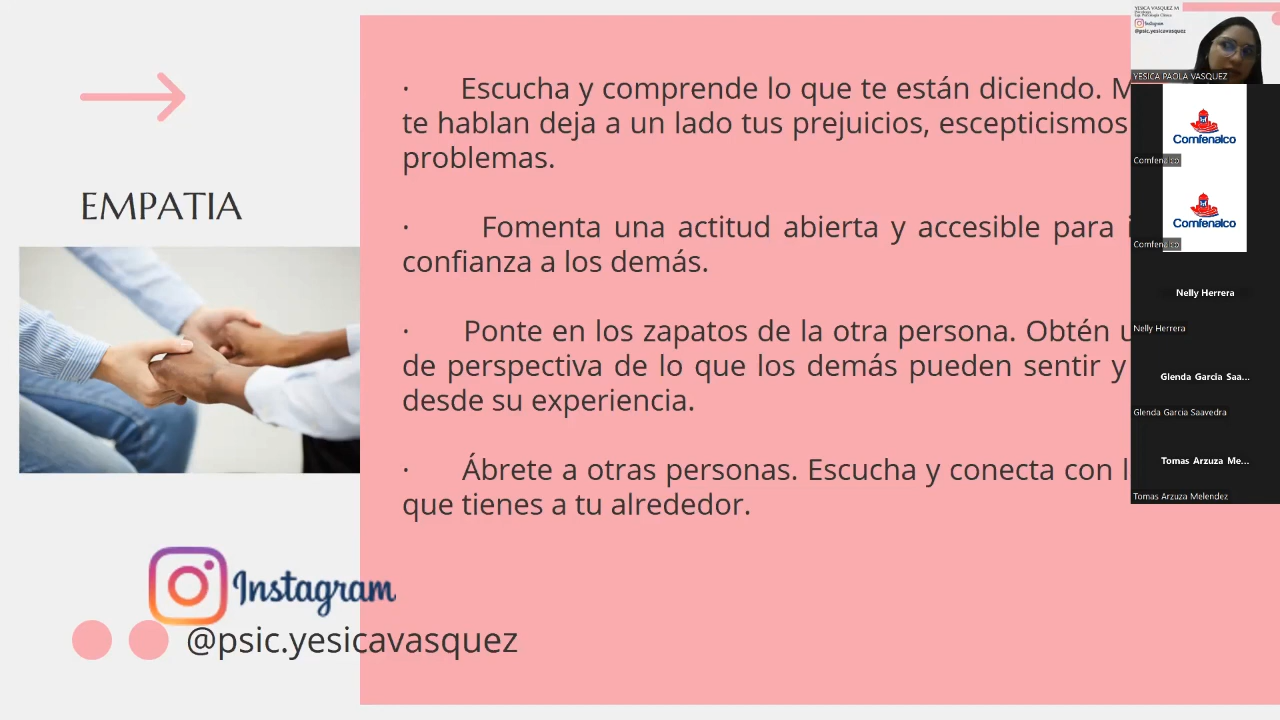 EMPATIA
· Escucha y comprende lo que te están diciendo.
te hablan deja a un lado tus prejuicios, escepticismos
problemas.
· Fomenta una actitud abierta y accesible para
confianza a los demás.
· Ponte en los zapatos de la otra persona. Obtén
de perspectiva de lo que los demás pueden sentir y
desde su experiencia.
· Ábrete a otras personas. Escucha y conecta con
que tienes a tu alrededor.
Instagram
@psic.yesicavasquez
YESICA VASQUEZ M
Instagram
@psic.yesicavasquez
YESICA PAOLA VASQUEZ
Comfenalco
Comfenalco
Comfenalco
Comfenalco
Nelly Herrera
Nelly Herrera
Glenda Garcia Saa...
Glenda Garcia Saavedra
Tomas Arzuza Me...
Tomas Arzuza Melendez